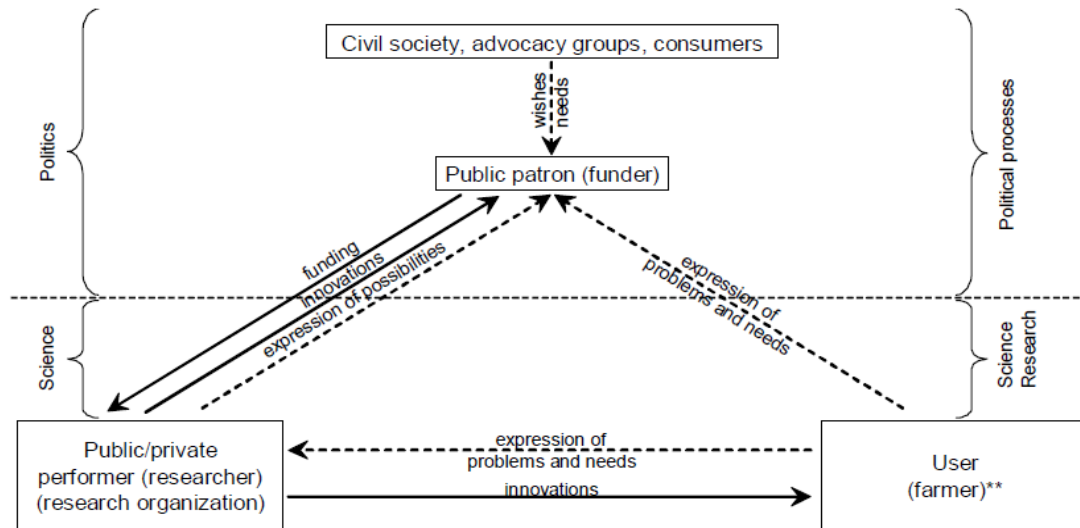 Civil society, advocacy groups, consumers
wishes
needs
Politics
Political processes
Public patron (funder)
funding
innovations
expression of possibilities
expression of
problems and needs
Science
Science
Research
Public/private
performer (researcher)
(research organization)
expression of
problems and needs
innovations
User
(farmer)**